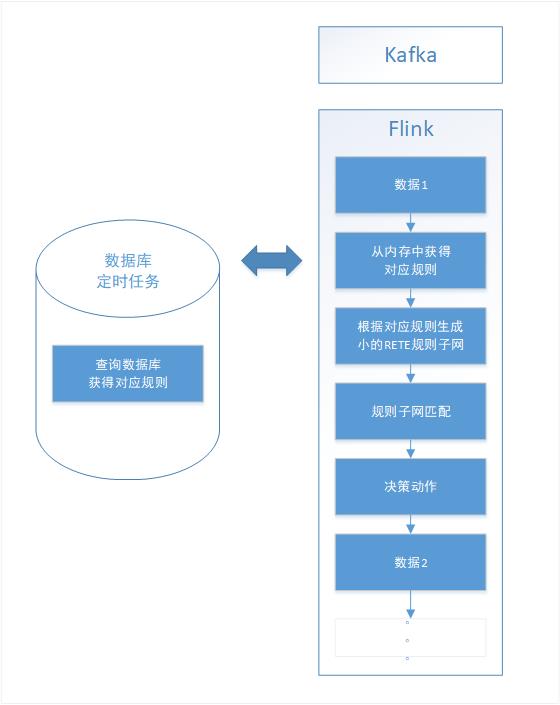 Kafka
Flink
数据1
从内存中获得
对应规则
根据对应规则生成
小的RETE规则子网
规则子网匹配
决策动作
数据2
数据库
定时任务
查询数据库
获得对应规则